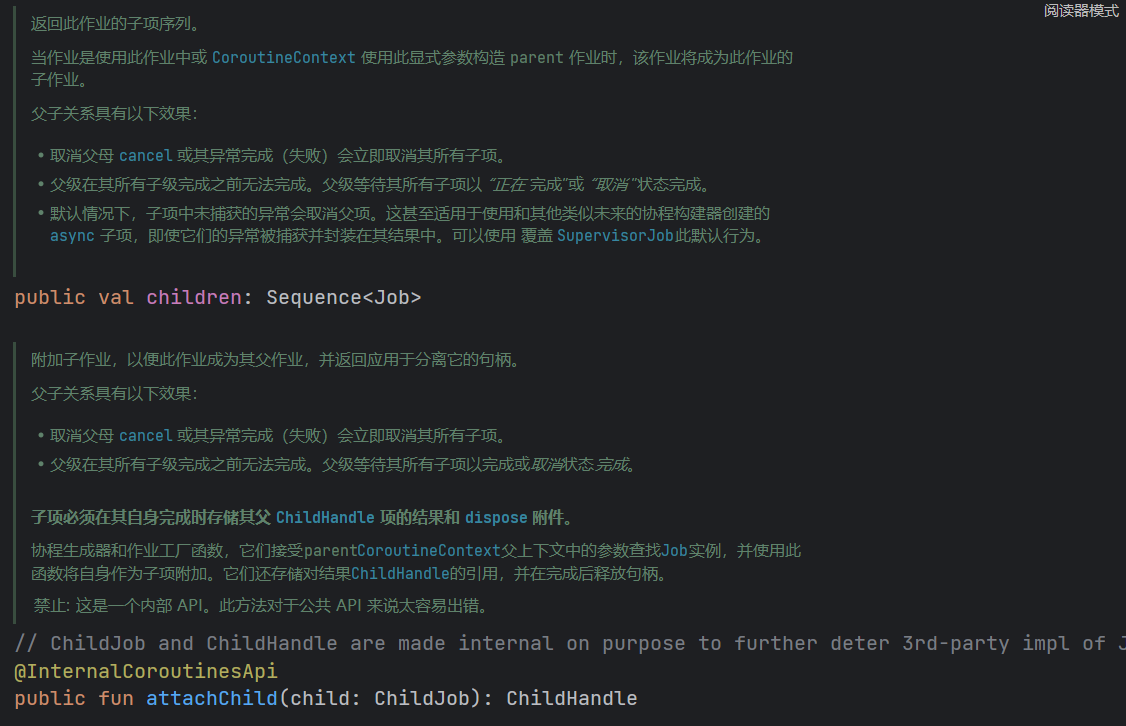 阅读器模式
返回此作业的子项序列。
当作业是使用此作业中或 CoroutineContext 使用此显式参数构造 parent 作业时，该作业将成为此作业的
子作业。
父子关系具有以下效果：
• 取消父母 cancel 或其异常完成（失败）会立即取消其所有子项。
• 父级在其所有子级完成之前无法完成。父级等待其所有子项以 “正在 完成”或 “取消”状态完成。
• 默认情况下，子项中未捕获的异常会取消父项。这甚至适用于使用和其他类似未来的协程构建器创建的
async 子项，即使它们的异常被捕获并封装在其结果中。可以使用 覆盖 SupervisorJob此默认行为。
public val children: Sequence<Job>
附加子作业，以便此作业成为其父作业，并返回应用于分离它的句柄。
父子关系具有以下效果：
• 取消父母 cancel 或其异常完成（失败）会立即取消其所有子项。
• 父级在其所有子级完成之前无法完成。父级等待其所有子项以完成或取消状态 完成。
子项必须在其自身完成时存储其父 ChildHandle 项的结果和 dispose 附件。
协程生成器和作业工厂函数，它们接受parentCoroutineContext父上下文中的参数查找Job实例，并使用此
函数将自身作为子项附加。它们还存储对结果ChildHandle的引用，并在完成后释放句柄。
禁止: 这是一个内部 API。此方法对于公共 API 来说太容易出错。
// ChildJob and ChildHandle are made internal on purpose to further deter 3rd-party impl of J
@InternalCoroutinesApi
public fun attachChild(child: ChildJob): ChildHandle